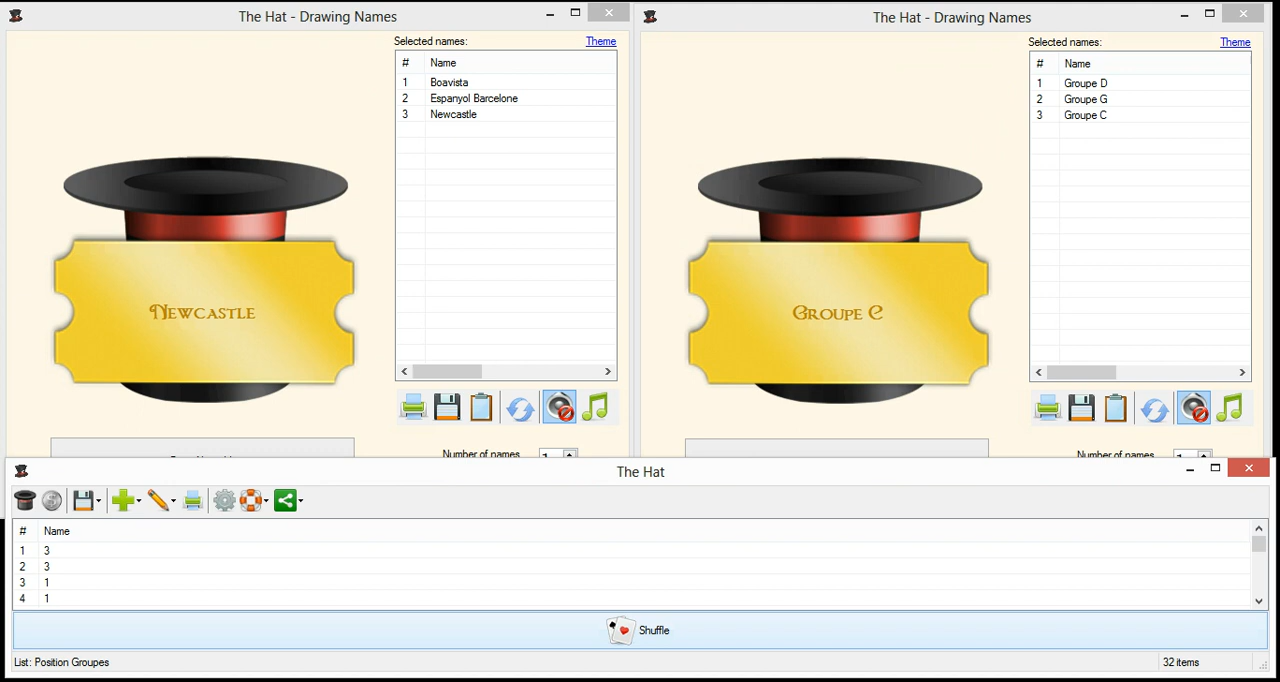 The Hat - Drawing Names
Selected names:
Theme
# Name
1 Boavista
2 Espanyol Barcelone
3 Newcastle
Newcastle
Number of names
The Hat - Drawing Names
Selected names:
Theme
# Name
1 Groupe D
2 Groupe G
3 Groupe C
Groupe C
Number of names
The Hat
# Name
1 3
2 3
3 1
4 1
Shuffle
List: Position Groupes
32 items